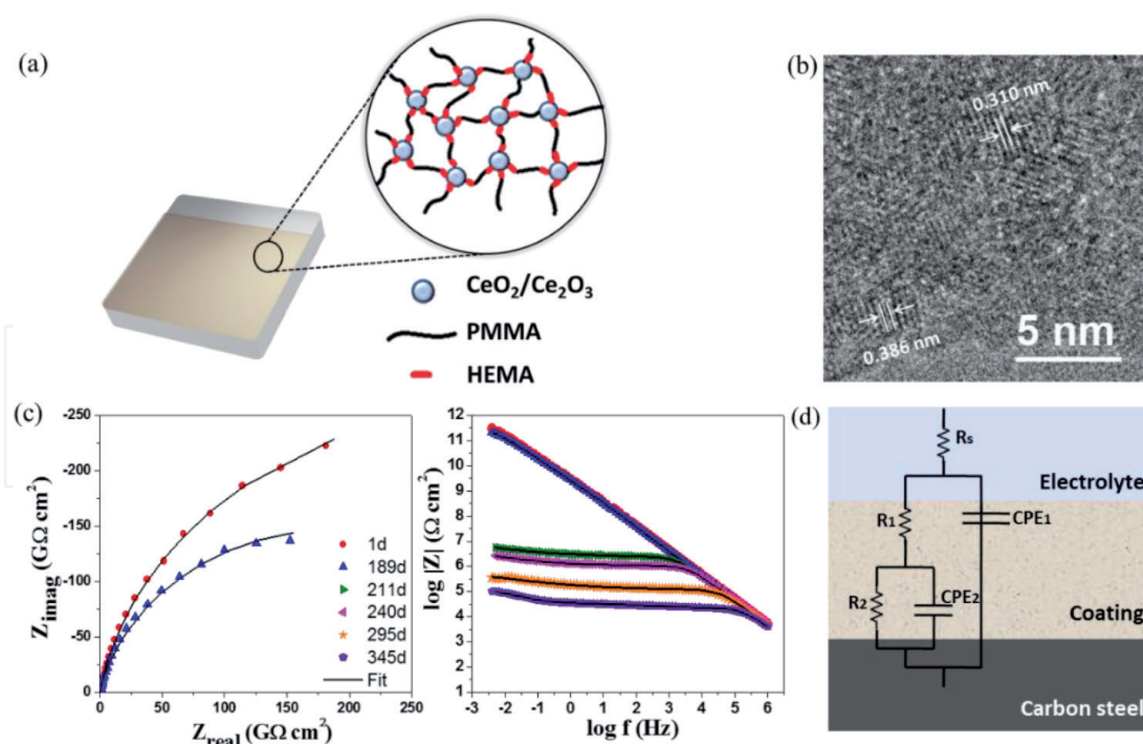 (a)
CeO₂/Ce₂O₃
PMMA
HEMA
(b)
0.310 nm
0.386 nm
5 nm
(c)
-250
-200
-150
-100
-50
0
Zimag (GΩ cm²)
0 50 100 150 200 250
Zreal (GΩ cm²)
1d
189d
211d
240d
295d
345d
Fit
12
11
10
9
8
7
6
5
4
3
2
1
log |Z| (Ω cm²)
-3 -2 -1 0 1 2 3 4 5 6
log f (Hz)
(d)
Rs
Electrolyte
R₁
CPE₁
R₂
CPE₂
Coating
Carbon steel